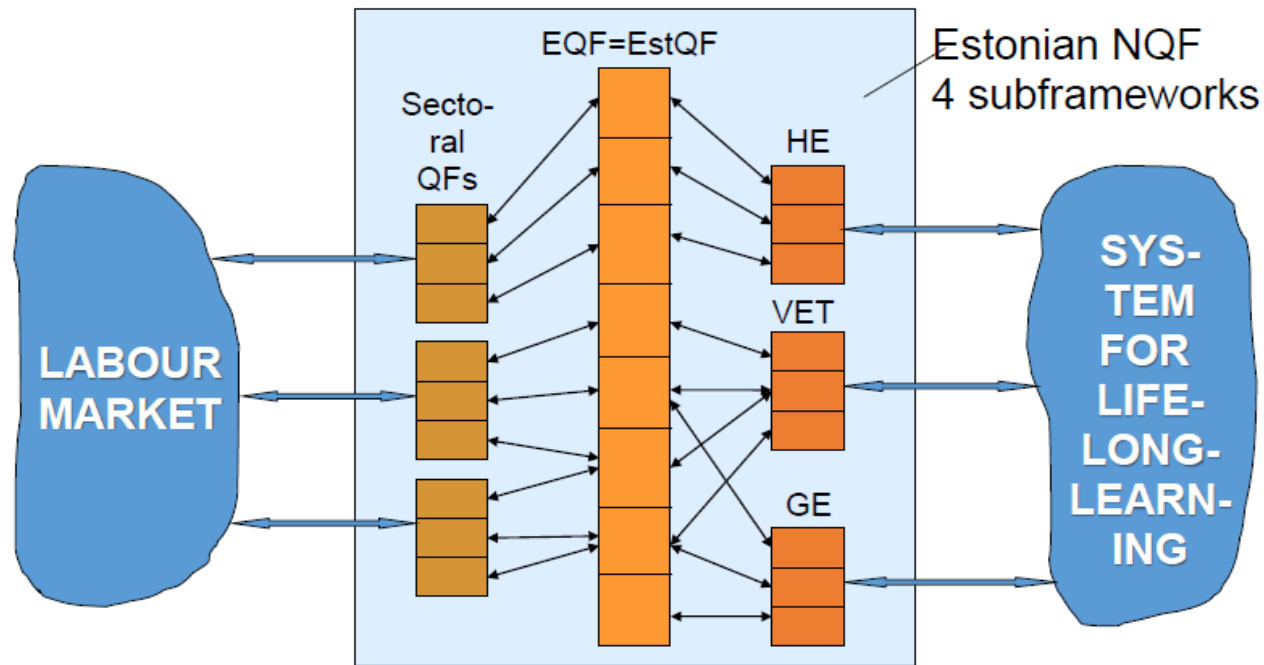 EQF=EstQF
Estonian NQF
4 subframeworks
Secto-
ral
QFs
HE
VET
GE
LABOUR
MARKET
SYS-
TEM
FOR
LIFE-
LONG-
LEARN-
ING